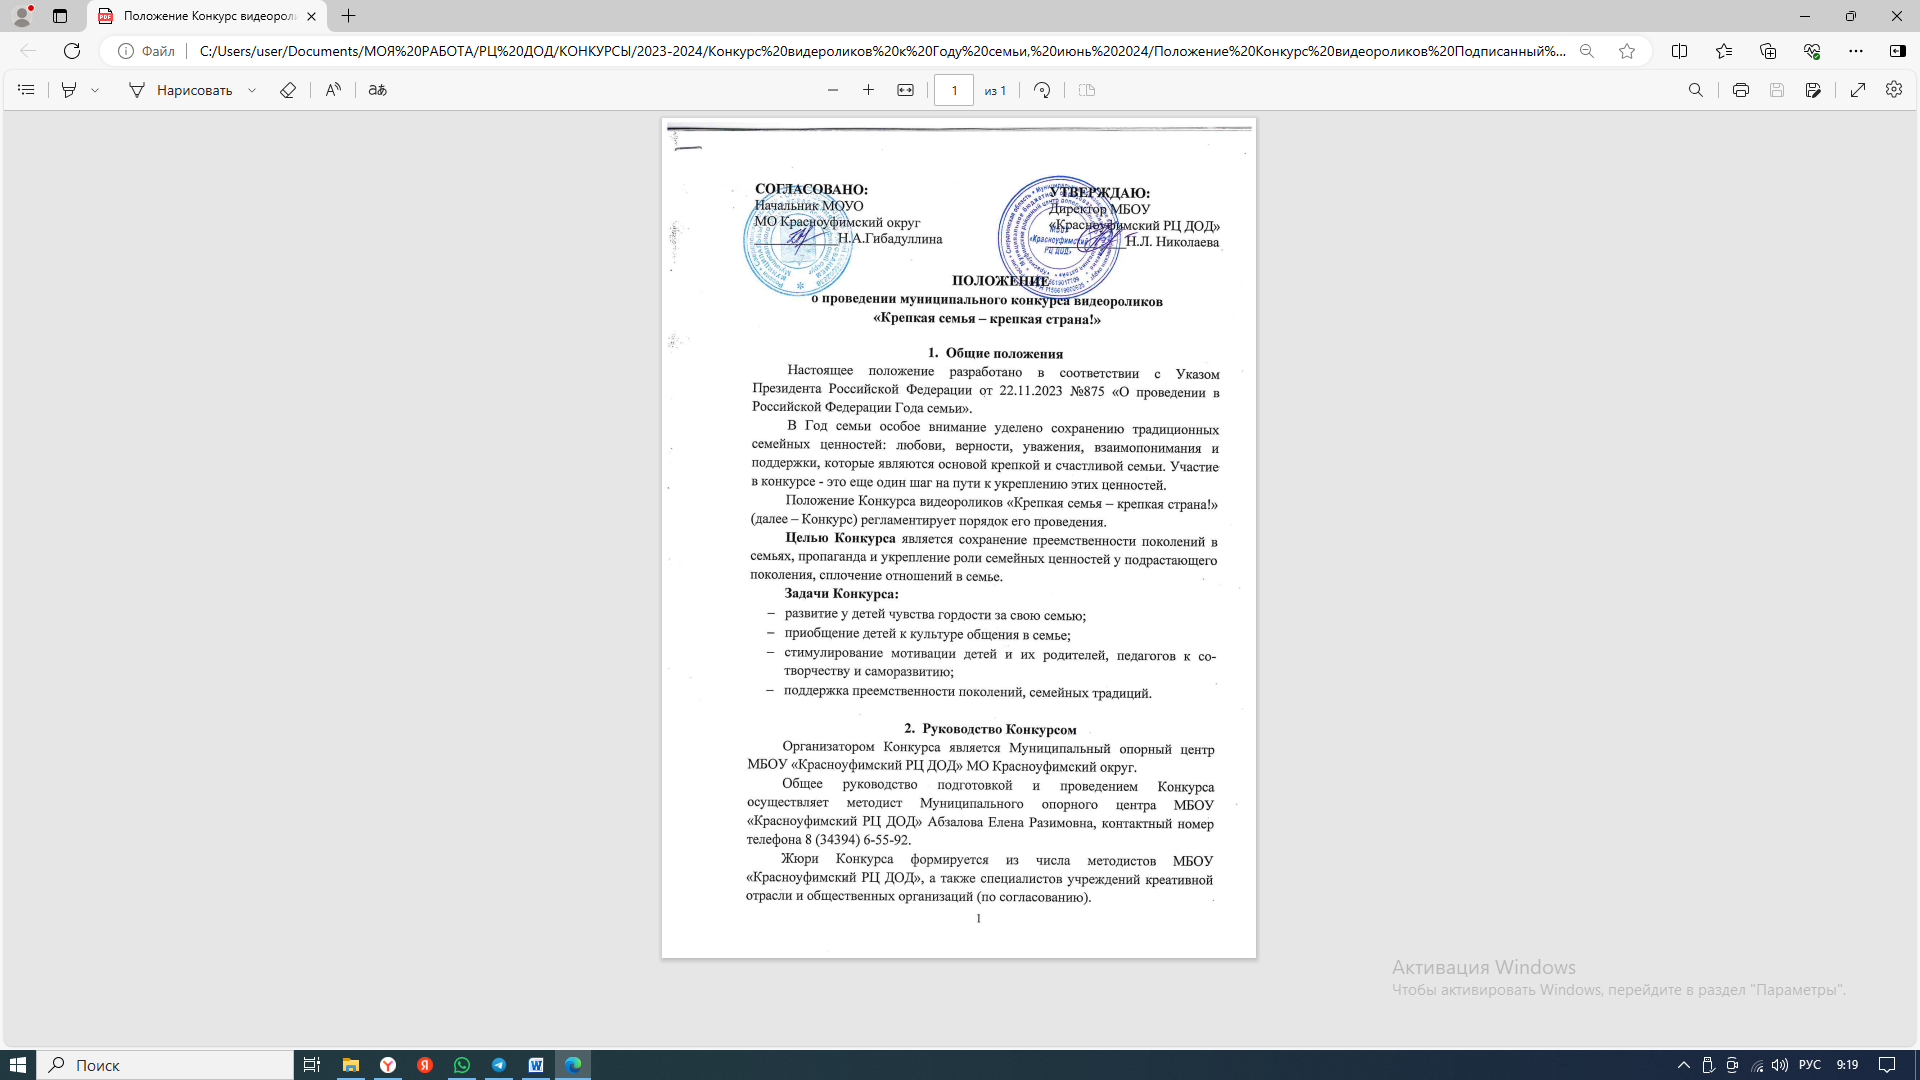 Положение Конкурс видеороли
Файл
C:/Users/user/Documents/МОЯ%20РАБОТА/РЦ%20ДОД/КОНКУРСЫ/2023-2024/Конкурс%20видероликов%20к%20Году%20семьи,%20июнь%202024/Положение%20Конкурс%20видеороликов%20Подписанный%...
Нарисовать
1 из 1
СОГЛАСОВАНО:
Начальник МОУО
МО Красноуфимский округ
Н.А.Гибадуллина
УТВЕРЖДАЮ:
Директор МБОУ
«Красноуфимский РЦ ДОД»
Н.Л. Николаева
МБОУ
«Красноуфимский
РЦ ДОД»
ПОЛОЖЕНИЕ
о проведении муниципального конкурса видеороликов
«Крепкая семья – крепкая страна!»
1. Общие положения
Настоящее положение разработано в соответствии с Указом
Президента Российской Федерации от 22.11.2023 №875 «О проведении в
Российской Федерации Года семьи».
В Год семьи особое внимание уделено сохранению традиционных
семейных ценностей: любови, верности, уважения, взаимопонимания и
поддержки, которые являются основой крепкой и счастливой семьи. Участие
в конкурсе - это еще один шаг на пути к укреплению этих ценностей.
Положение Конкурса видеороликов «Крепкая семья – крепкая страна!»
(далее – Конкурс) регламентирует порядок его проведения.
Целью Конкурса является сохранение преемственности поколений в
семьях, пропаганда и укрепление роли семейных ценностей у подрастающего
поколения, сплочение отношений в семье.
Задачи Конкурса:
– развитие у детей чувства гордости за свою семью;
– приобщение детей к культуре общения в семье;
– стимулирование мотивации детей и их родителей, педагогов к со-
творчеству и саморазвитию;
– поддержка преемственности поколений, семейных традиций.
2. Руководство Конкурсом
Организатором Конкурса является Муниципальный опорный центр
МБОУ «Красноуфимский РЦ ДОД» МО Красноуфимский округ.
Общее руководство подготовкой и проведением Конкурса
осуществляет методист Муниципального опорного центра МБОУ
«Красноуфимский РЦ ДОД» Абзалова Елена Разимовна, контактный номер
телефона 8 (34394) 6-55-92.
Жюри Конкурса формируется из числа методистов МБОУ
«Красноуфимский РЦ ДОД», а также специалистов учреждений креативной
отрасли и общественных организаций (по согласованию).
1
Активация Windows
Чтобы активировать Windows, перейдите в раздел "Параметры".
Поиск
РУС
9:19